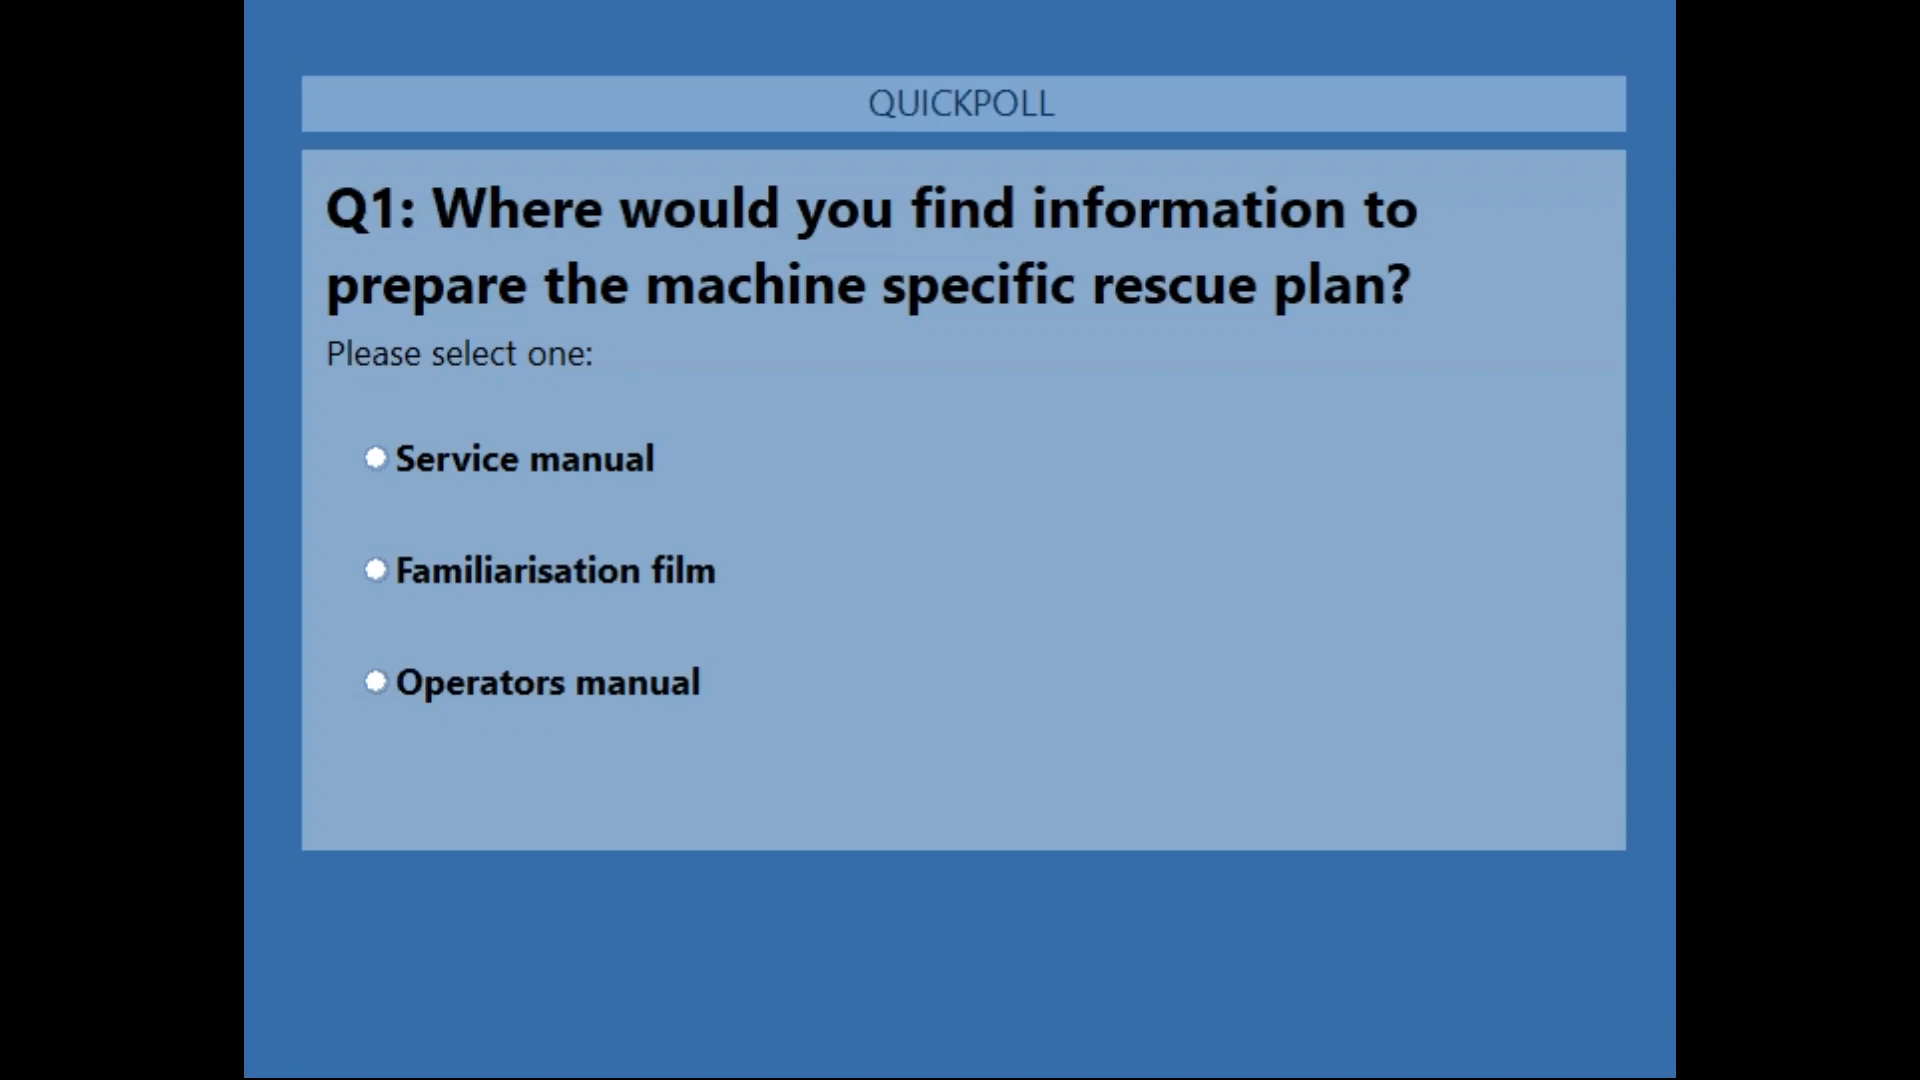 QUICKPOLL
Q1: Where would you find information to
prepare the machine specific rescue plan?
Please select one:
Service manual
Familiarisation film
Operators manual